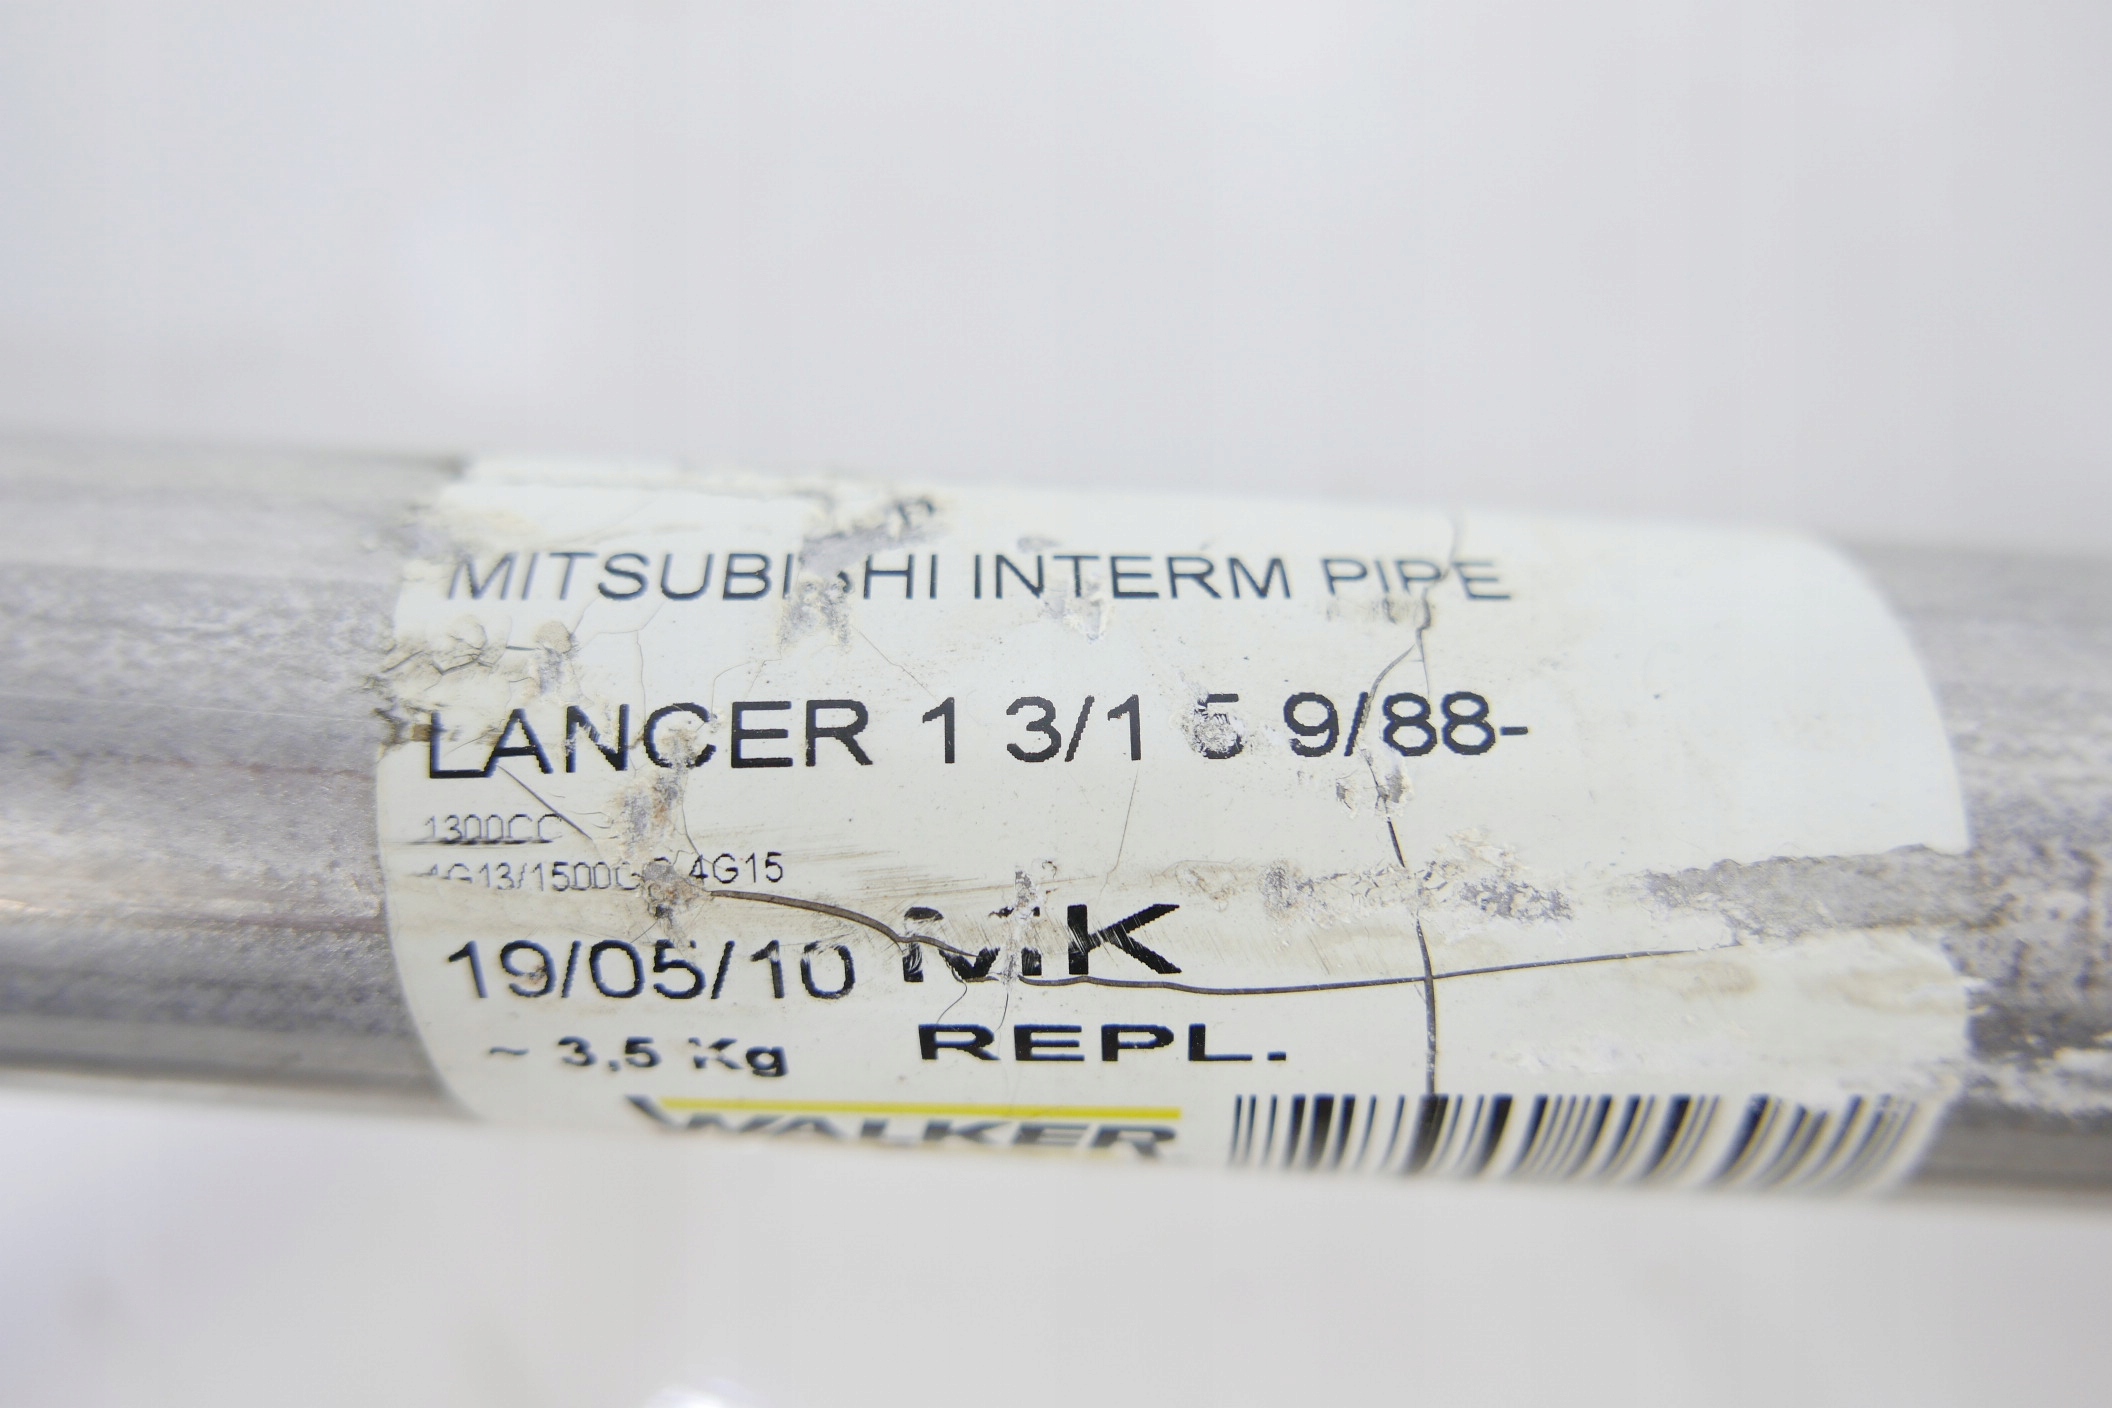 MITSUBISHI INTERM PIPE
LANCER 1 3/1 5 9/88-
1300CC
4G13/1500CC/4G15
19/05/10 MK
~ 3,5 Kg REPL.
WALKER